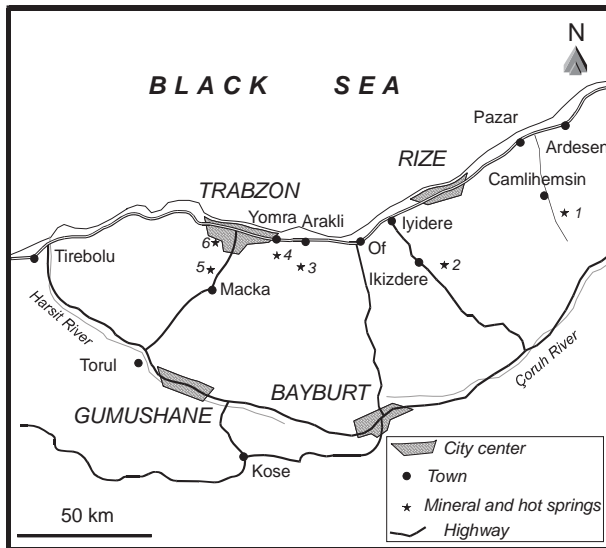 N
BLACK SEA
Pazar
Ardesen
RIZE
Camlihemsin
TRABZON
1
Yomra
Arakli
Iyidere
6
4
Of
Tirebolu
5
3
Ikizdere
2
Macka
Harsit River
Torul
Çoruh River
BAYBURT
GUMUSHANE
Kose
City center
Town
Mineral and hot springs
Highway
50 km